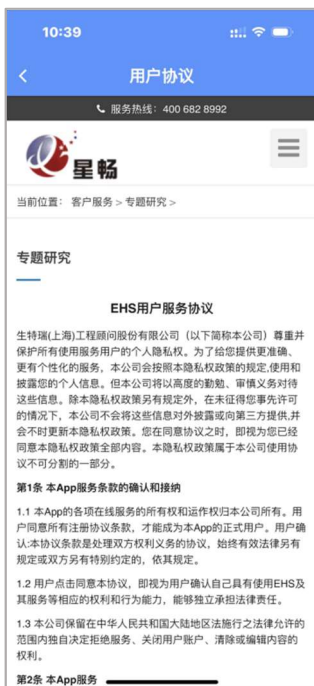 10:39
用户协议
服务热线：400 682 8992
星畅
当前位置： 客户服务 > 专题研究 >
专题研究
EHS用户服务协议
生特瑞(上海)工程顾问股份有限公司（以下简称本公司）尊重并
保护所有使用服务用户的个人隐私权。为了给您提供更准确、
更有个性化的服务，本公司会按照本隐私权政策的规定,使用和
披露您的个人信息。但本公司将以高度的勤勉、审慎义务对待
这些信息。除本隐私权政策另有规定外，在未征得您事先许可
的情况下，本公司不会将这些信息对外披露或向第三方提供,并
会不时更新本隐私权政策。您在同意协议之时，即视为您已经
同意本隐私权政策全部内容。本隐私权政策属于本公司使用协
议不可分割的一部分。
第1条 本App服务条款的确认和接纳
1.1 本App的各项在线服务的所有权和运作权归本公司所有。用
户同意所有注册协议条款，才能成为本App的正式用户。用户确
认:本协议条款是处理双方权利义务的协议，始终有效法律另有
规定或双方另有特别约定的，依其规定。
1.2 用户点击同意本协议，即视为用户确认自己具有使用EHS及
其服务等相应的权利和行为能力，能够独立承担法律责任。
1.3 本公司保留在中华人民共和国大陆地区法施行之法律允许的
范围内独自决定拒绝服务、关闭用户账户、清除或编辑内容的
权利。
第2条 本App服务